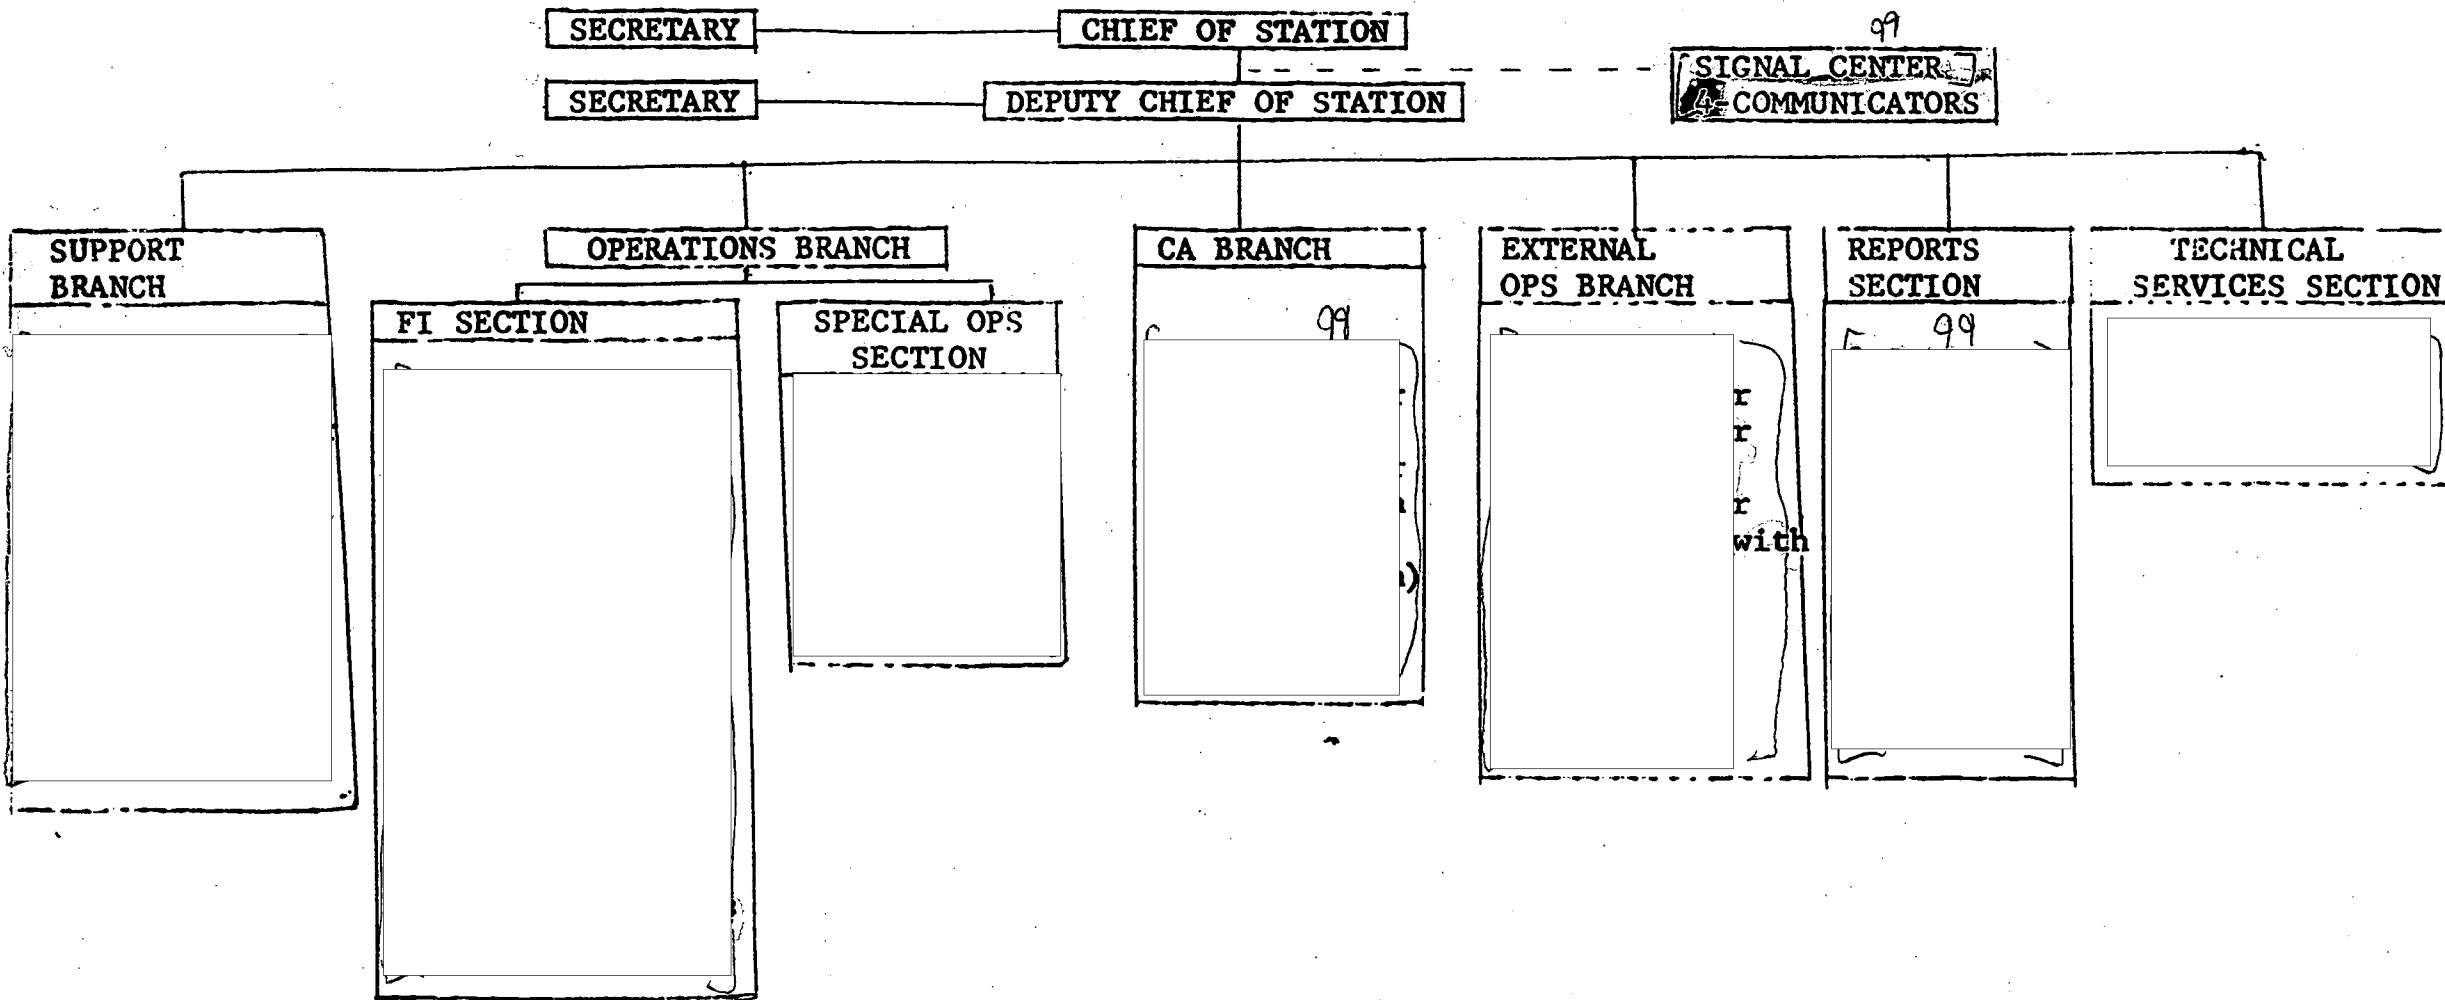 SECRETARY
CHIEF OF STATION
99
SIGNAL CENTER
4-COMMUNICATORS
SECRETARY
DEPUTY CHIEF OF STATION
SUPPORT
BRANCH
OPERATIONS BRANCH
FI SECTION
SPECIAL OPS
SECTION
CA BRANCH
99
EXTERNAL
OPS BRANCH
r
r
r
with
REPORTS
SECTION
99
TECHNICAL
SERVICES SECTION